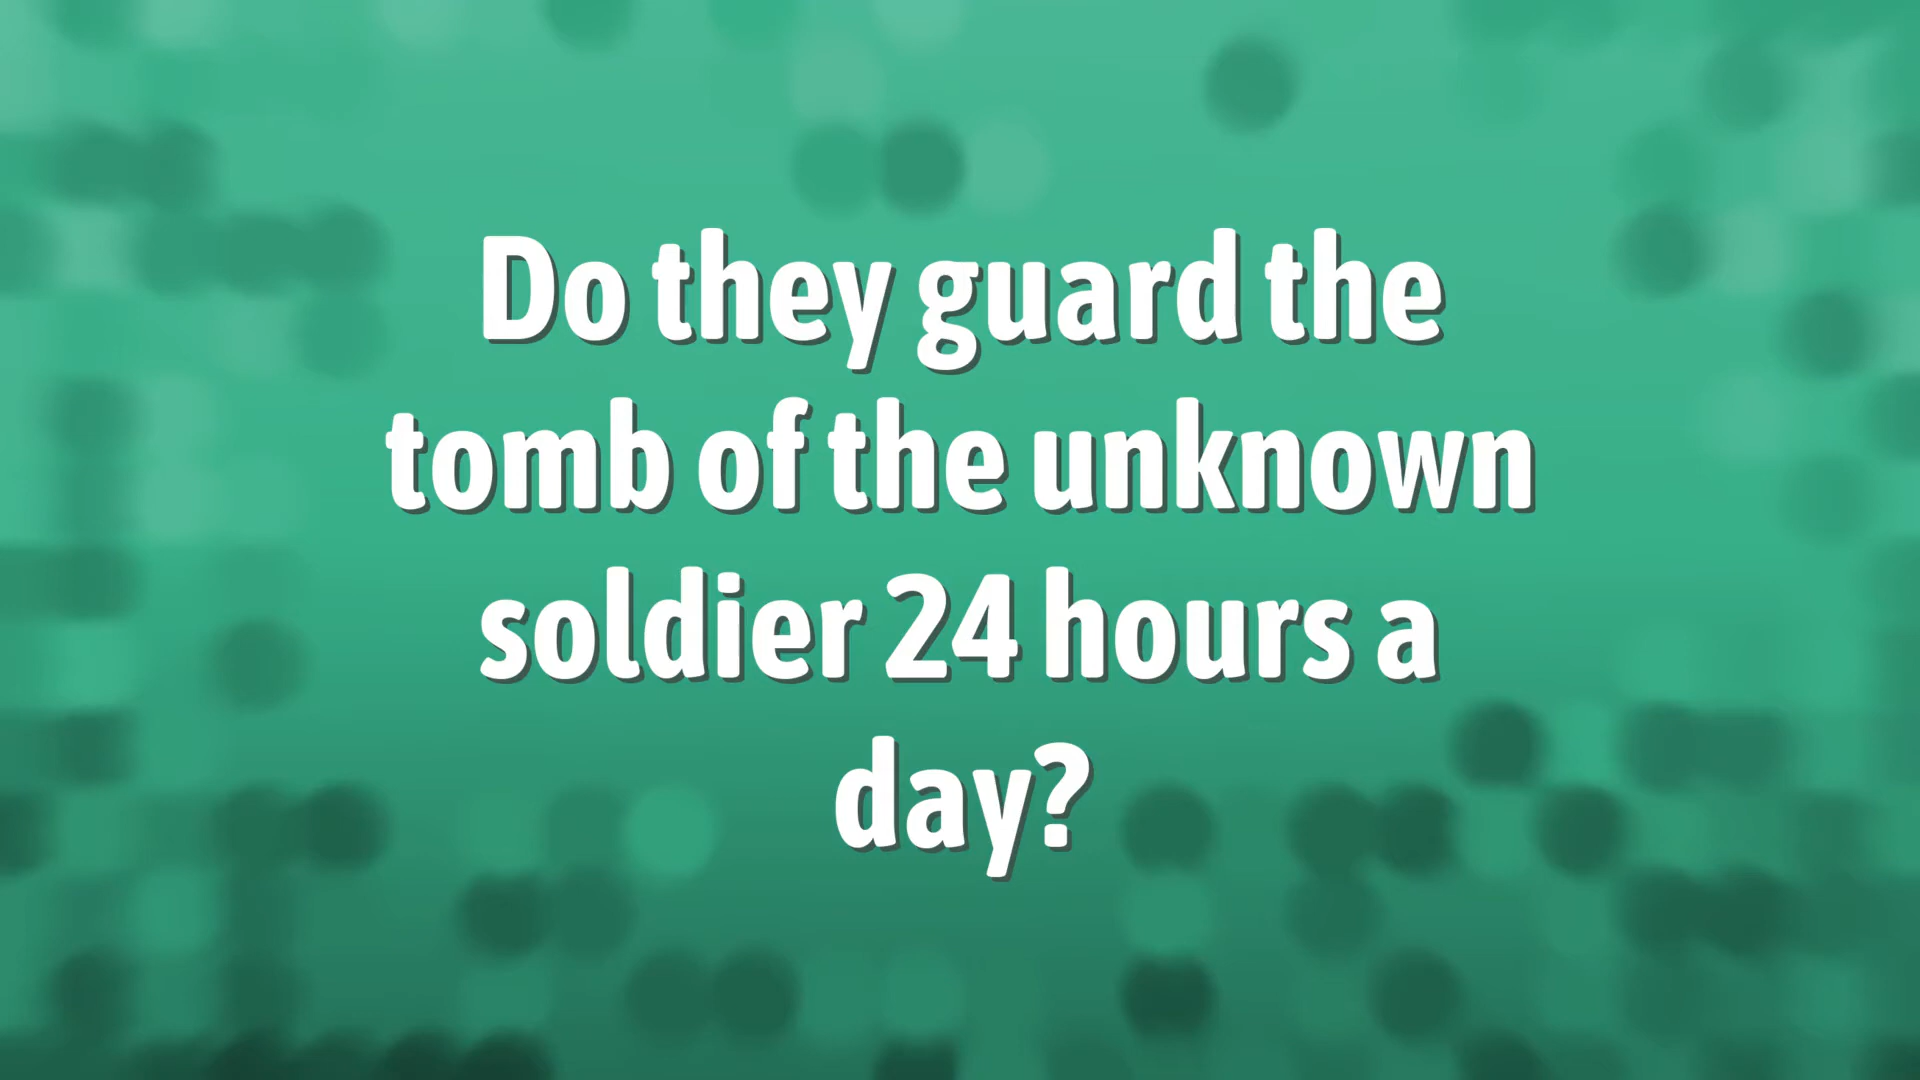 Do they guard the
tomb of the unknown
soldier 24 hours a
day?